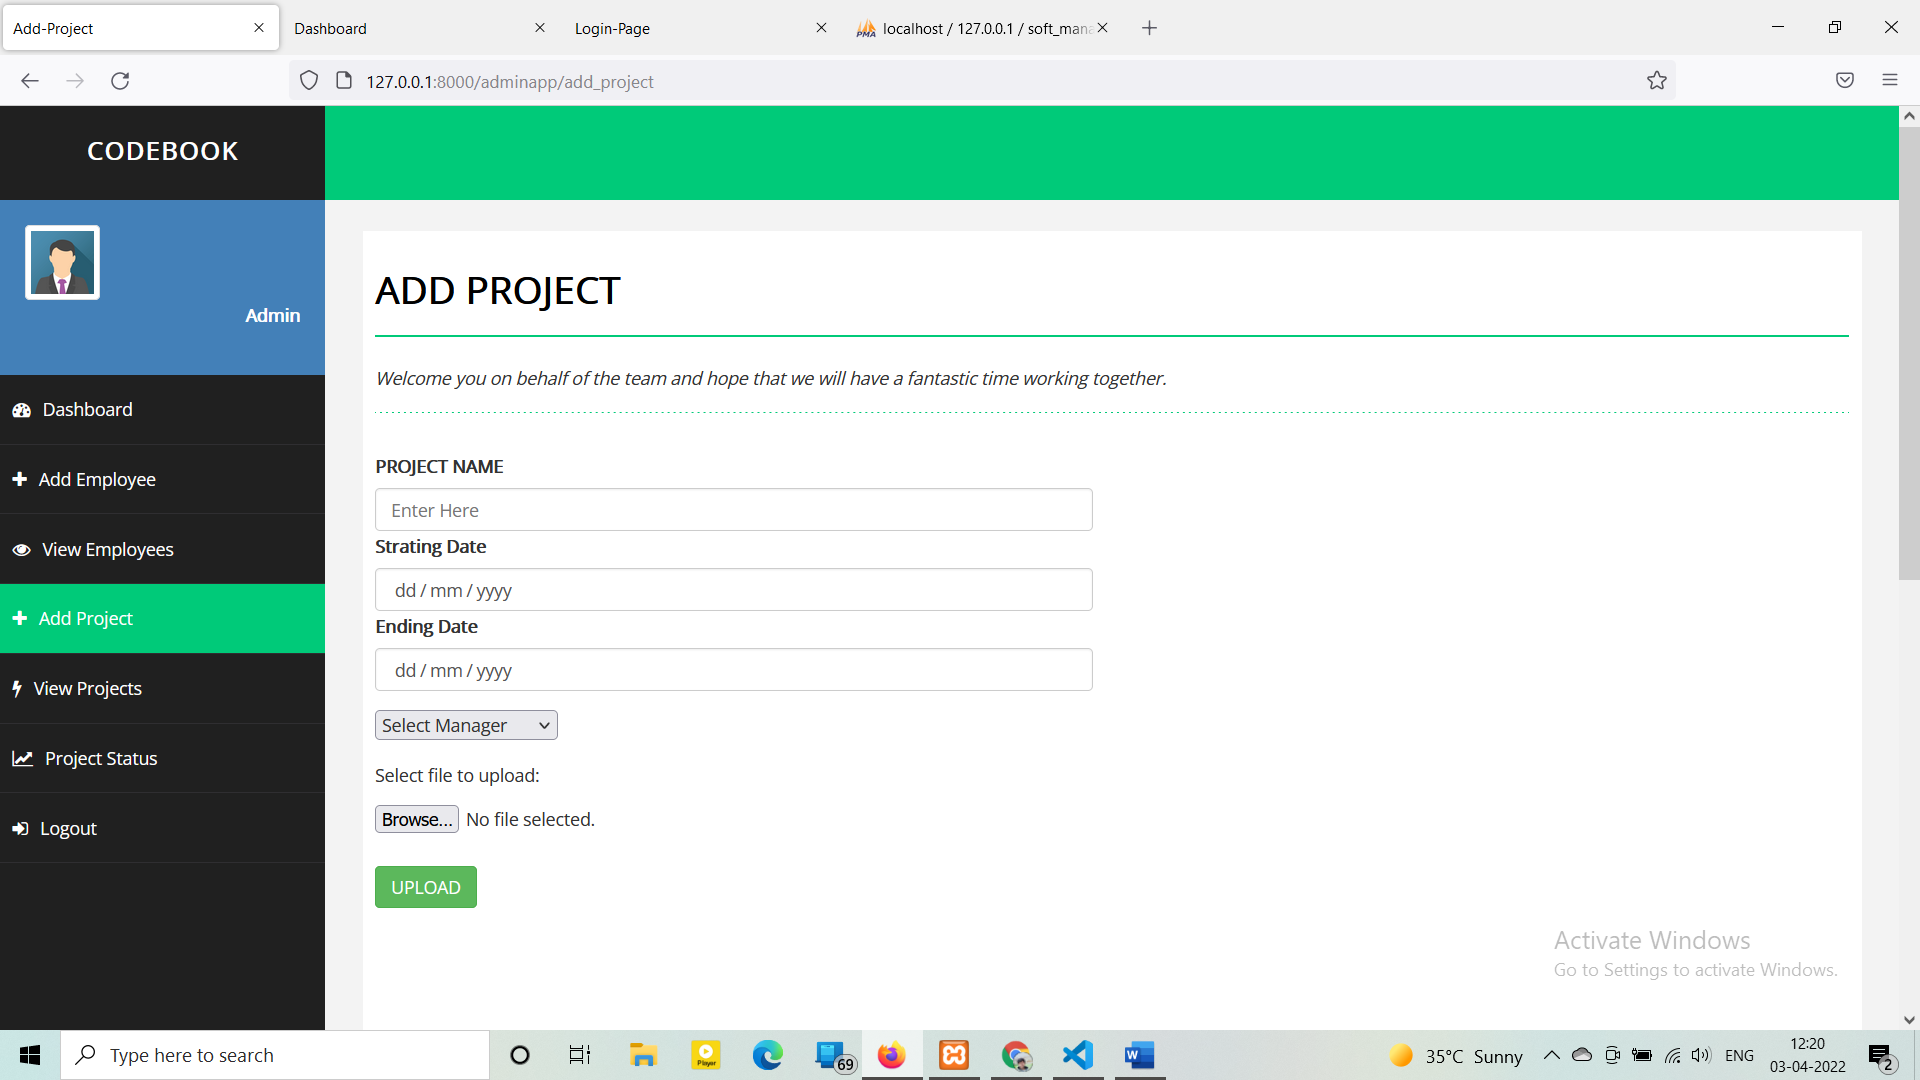 Add-Project
Dashboard
Login-Page
localhost / 127.0.0.1 / soft_mana
127.0.0.1:8000/adminapp/add_project
CODEBOOK
Admin
Dashboard
Add Employee
View Employees
Add Project
View Projects
Project Status
Logout
ADD PROJECT
Welcome you on behalf of the team and hope that we will have a fantastic time working together.
PROJECT NAME
Enter Here
Strating Date
dd / mm / yyyy
Ending Date
dd / mm / yyyy
Select Manager
Select file to upload:
Browse... No file selected.
UPLOAD
Activate Windows
Go to Settings to activate Windows.
Type here to search
Player
69
35°C Sunny
ENG
12:20
03-04-2022
2